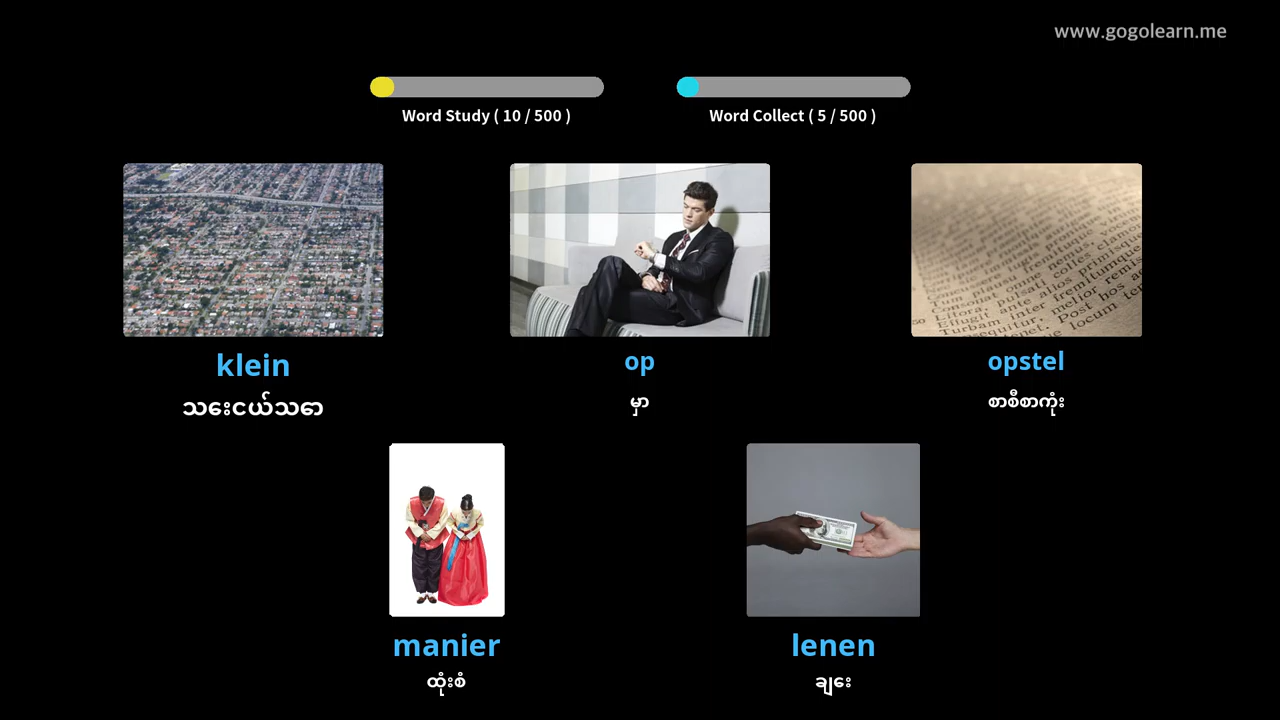 www.gogolearn.me
Word Study ( 10 / 500 )
Word Collect ( 5 / 500 )
klein
သေးငယ်သော
op
မှာ
opstel
စာစီစာကုံး
manier
ထုံးစံ
lenen
ချေး